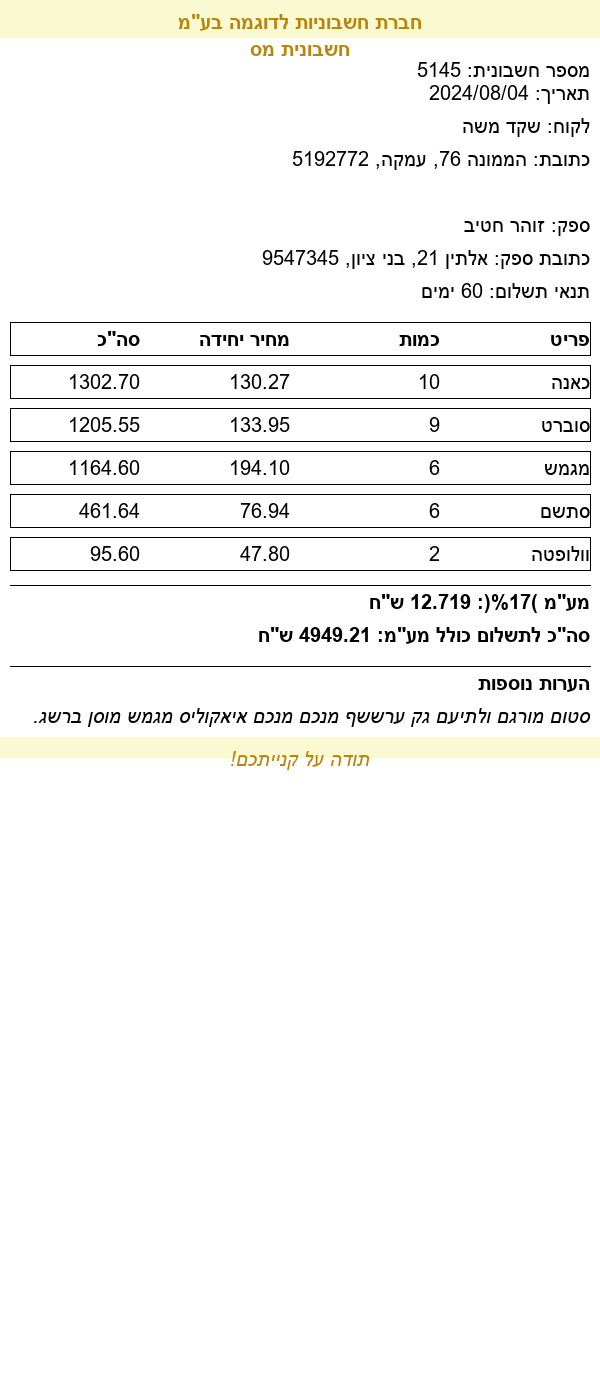 חברת חשבוניות לדוגמה בע"מ
חשבונית מס
מספר חשבונית: 5145
תאריך: 2024/08/04
לקוח: שקד משה
כתובת: הממונה 76, עמקה, 5192772
ספק: זוהר חטיב
כתובת ספק: אלתין 21, בני ציון, 9547345
תנאי תשלום: 60 ימים
פריט כמות מחיר יחידה סה"כ
כאנה 10 130.27 1302.70
סוברט 9 133.95 1205.55
מגמש 6 194.10 1164.60
סתשם 6 76.94 461.64
וולופטה 2 47.80 95.60
מע"מ )17%(: 12.719 ש"ח
סה"כ לתשלום כולל מע"מ: 4949.21 ש"ח
הערות נוספות
סטום מורגם ולתיעם גק ערששף מנכם מנכם איאקוליס מגמש מוסן ברשג.
תודה על קנייתכם!